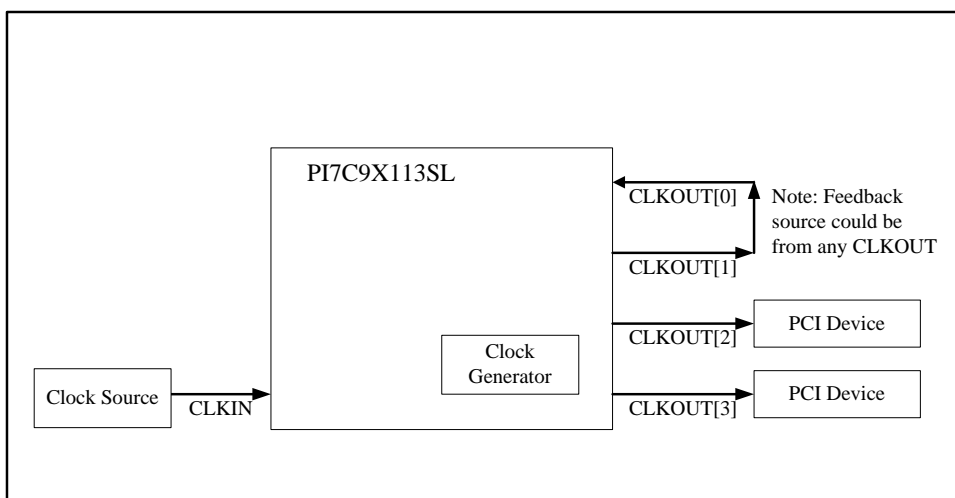 PI7C9X113SL
CLKOUT[0]
Note: Feedback
source could be
from any CLKOUT
CLKOUT[1]
CLKOUT[2]
PCI Device
Clock
Generator
Clock Source
CLKIN
CLKOUT[3]
PCI Device